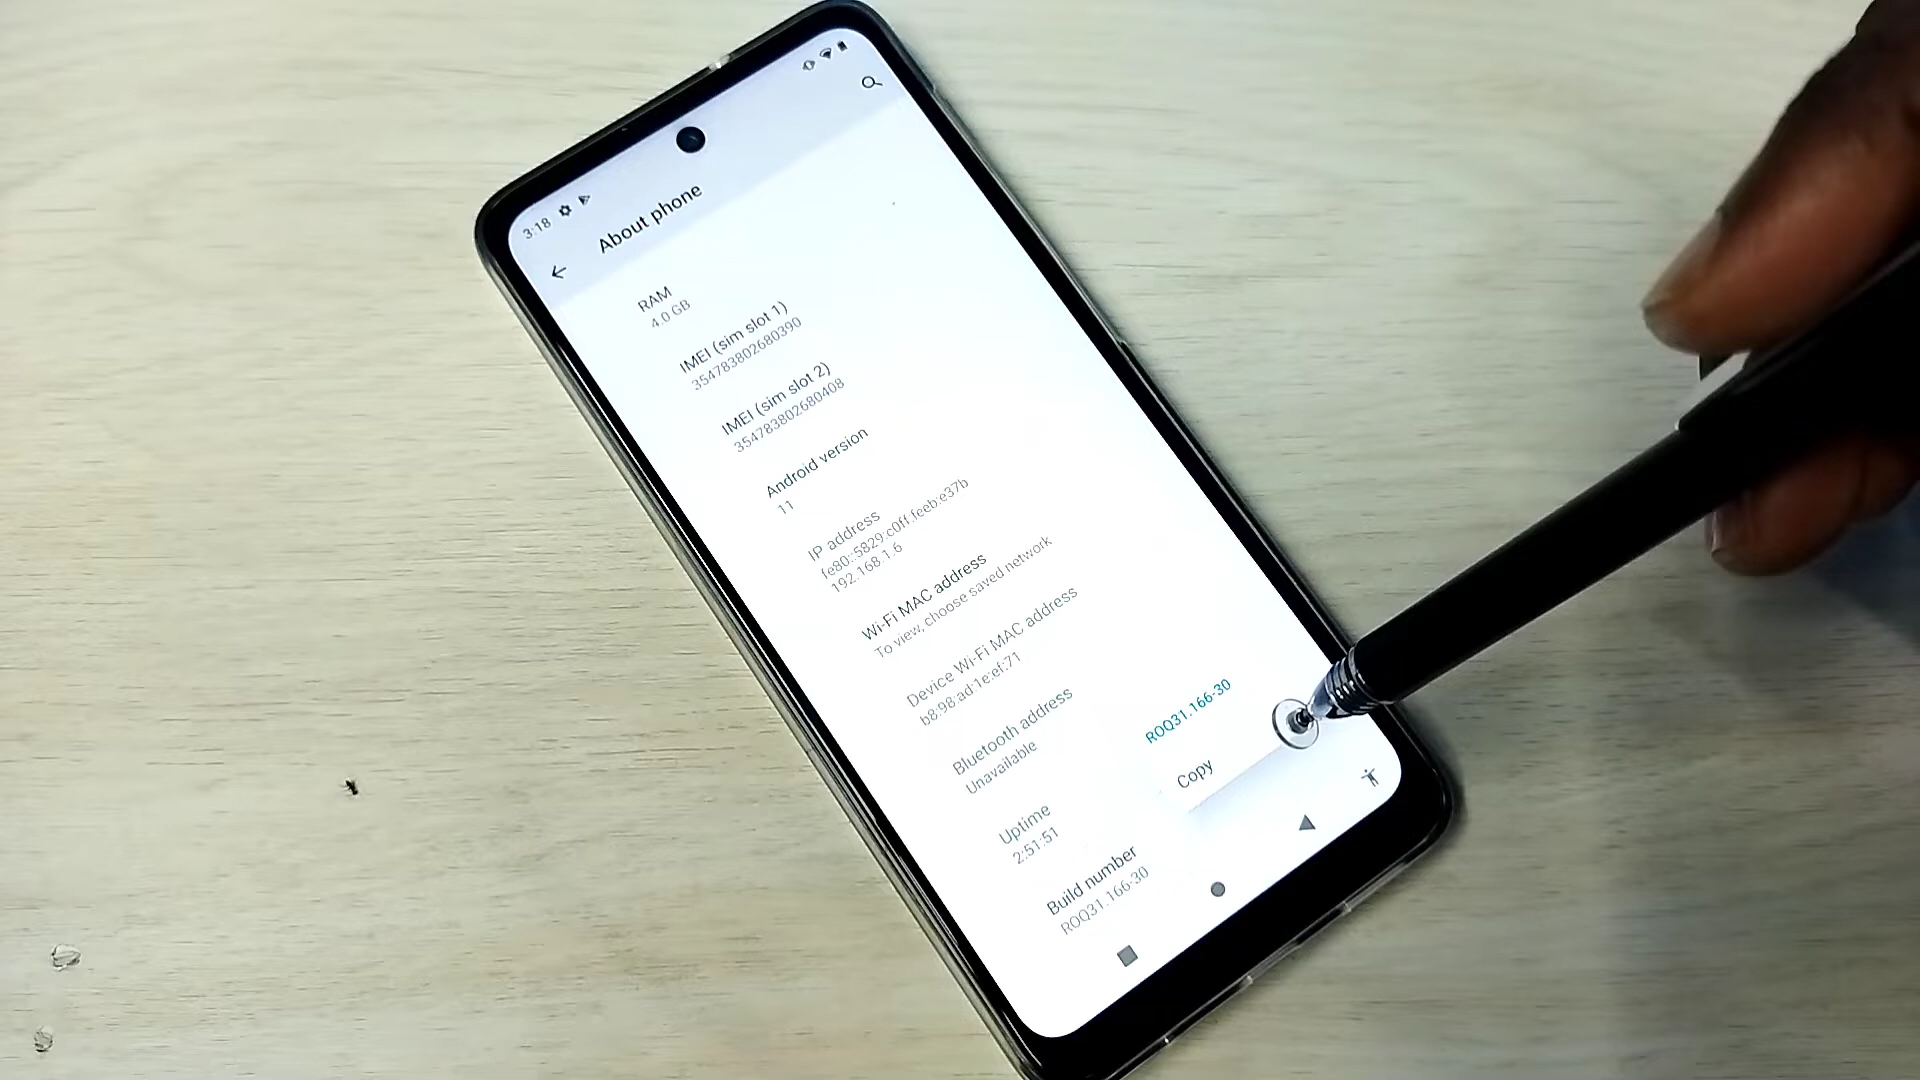 3:18
About phone
RAM
4.0 GB
IMEI (sim slot 1)
354783802680390
IMEI (sim slot 2)
354783802680408
Android version
11
IP address
fe80::5829:c0ff:feeb:e37b
192.168.1.6
Wi-Fi MAC address
To view, choose saved network
Device Wi-Fi MAC address
b8:98:ad:1e:ef:71
Bluetooth address
Unavailable
Uptime
2:51:51
Build number
ROQ31.166-30
ROQ31.166-30
Copy